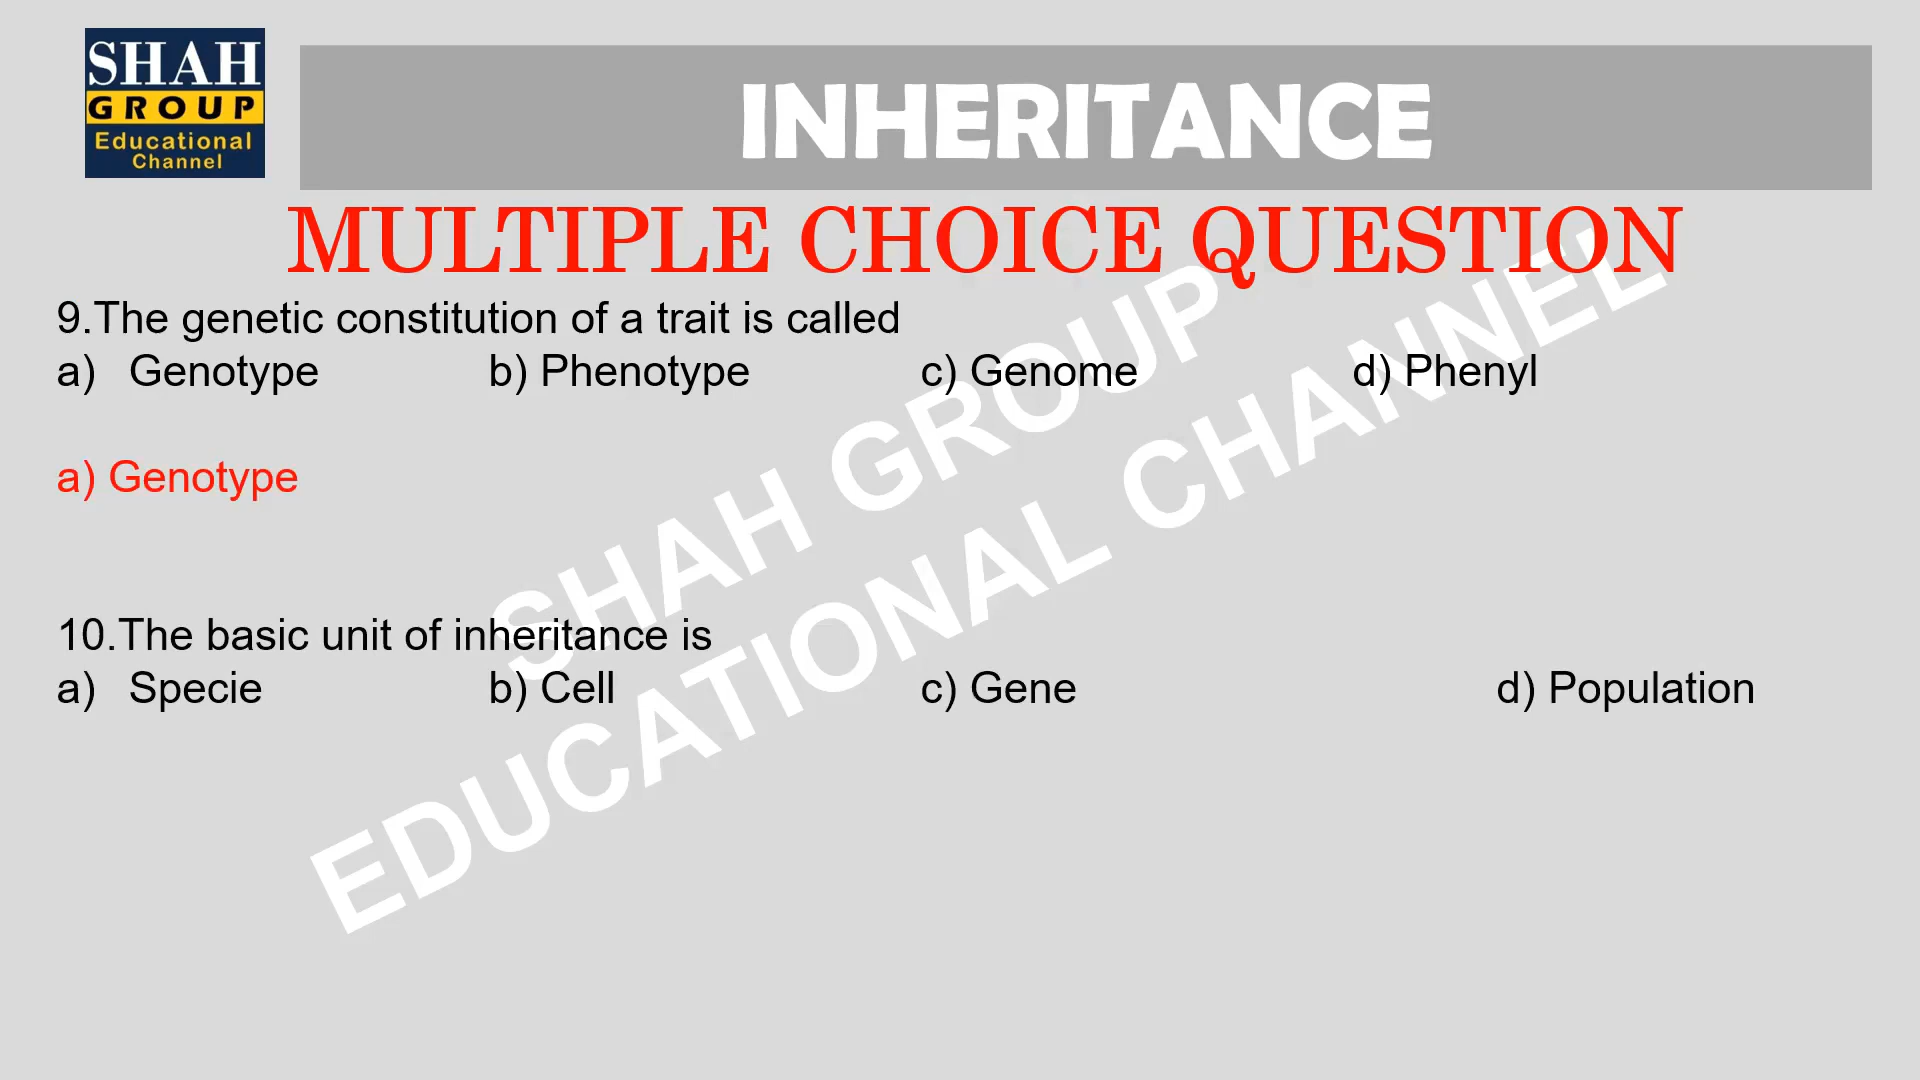 SHAH
GROUP
Educational
Channel
INHERITANCE
MULTIPLE CHOICE QUESTION
9.The genetic constitution of a trait is called
a) Genotype b) Phenotype c) Genome d) Phenyl
a) Genotype
10.The basic unit of inheritance is
a) Specie b) Cell c) Gene d) Population
SHAH GROUP
EDUCATIONAL CHANNEL